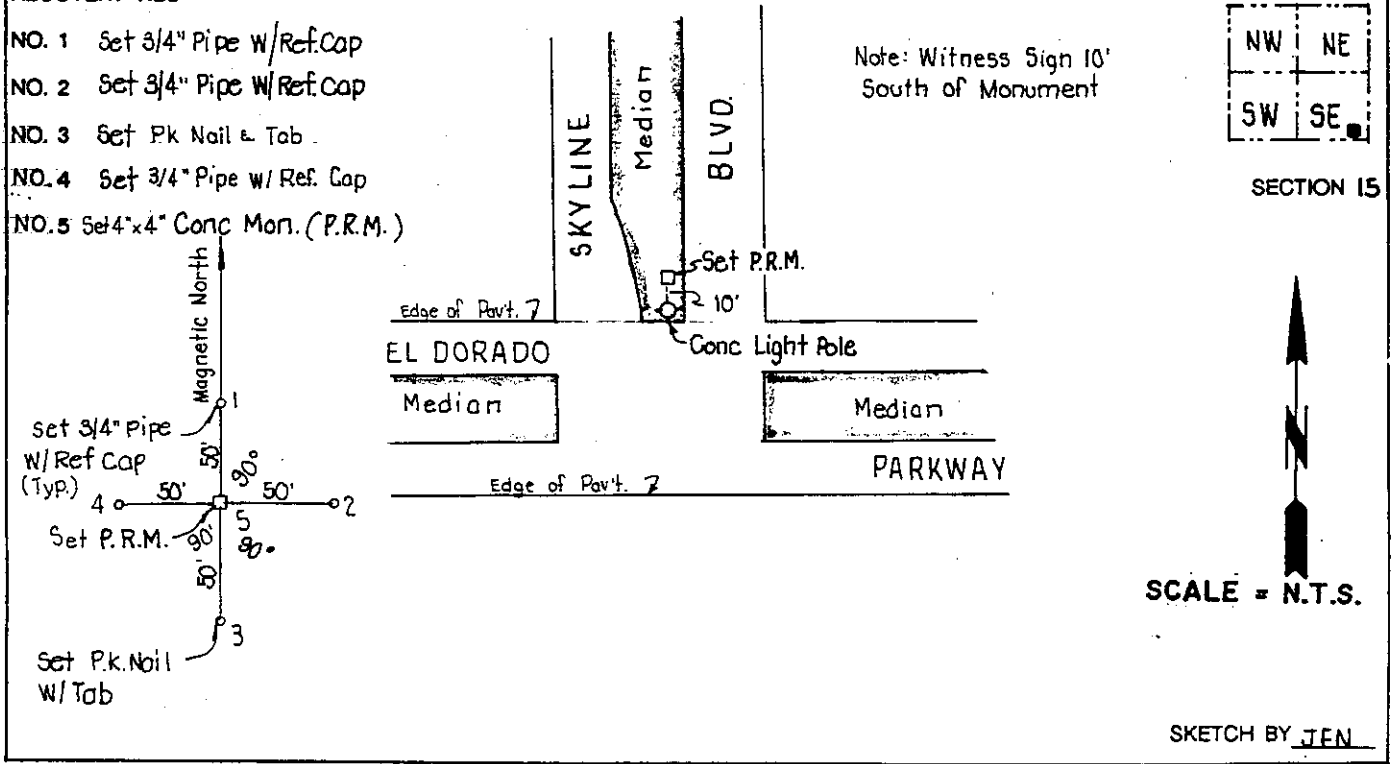 NO. 1 Set 3/4" Pipe W/Ref.Cap
NO. 2 Set 3/4" Pipe W/Ref.Cap
NO. 3 Set Pk Nail & Tab
NO. 4 Set 3/4" Pipe w/ Ref. Cap
NO. 5 Set 4"x4" Conc Mon. (P.R.M.)
Magnetic North
1
Set 3/4" Pipe
W/Ref Cap
(Typ.)
50'
90°
4
50'
50'
2
5
Set P.R.M.
90'
90°
50'
3
Set P.k.Nail
W/Tab
SKYLINE
Median
BLVD.
Set P.R.M.
10'
Edge of Pav't.
Conc Light Pole
EL DORADO
Median
Median
PARKWAY
Edge of Pav't.
Note: Witness Sign 10'
South of Monument
NW NE
SW SE
SECTION 15
N
SCALE = N.T.S.
SKETCH BY JEN